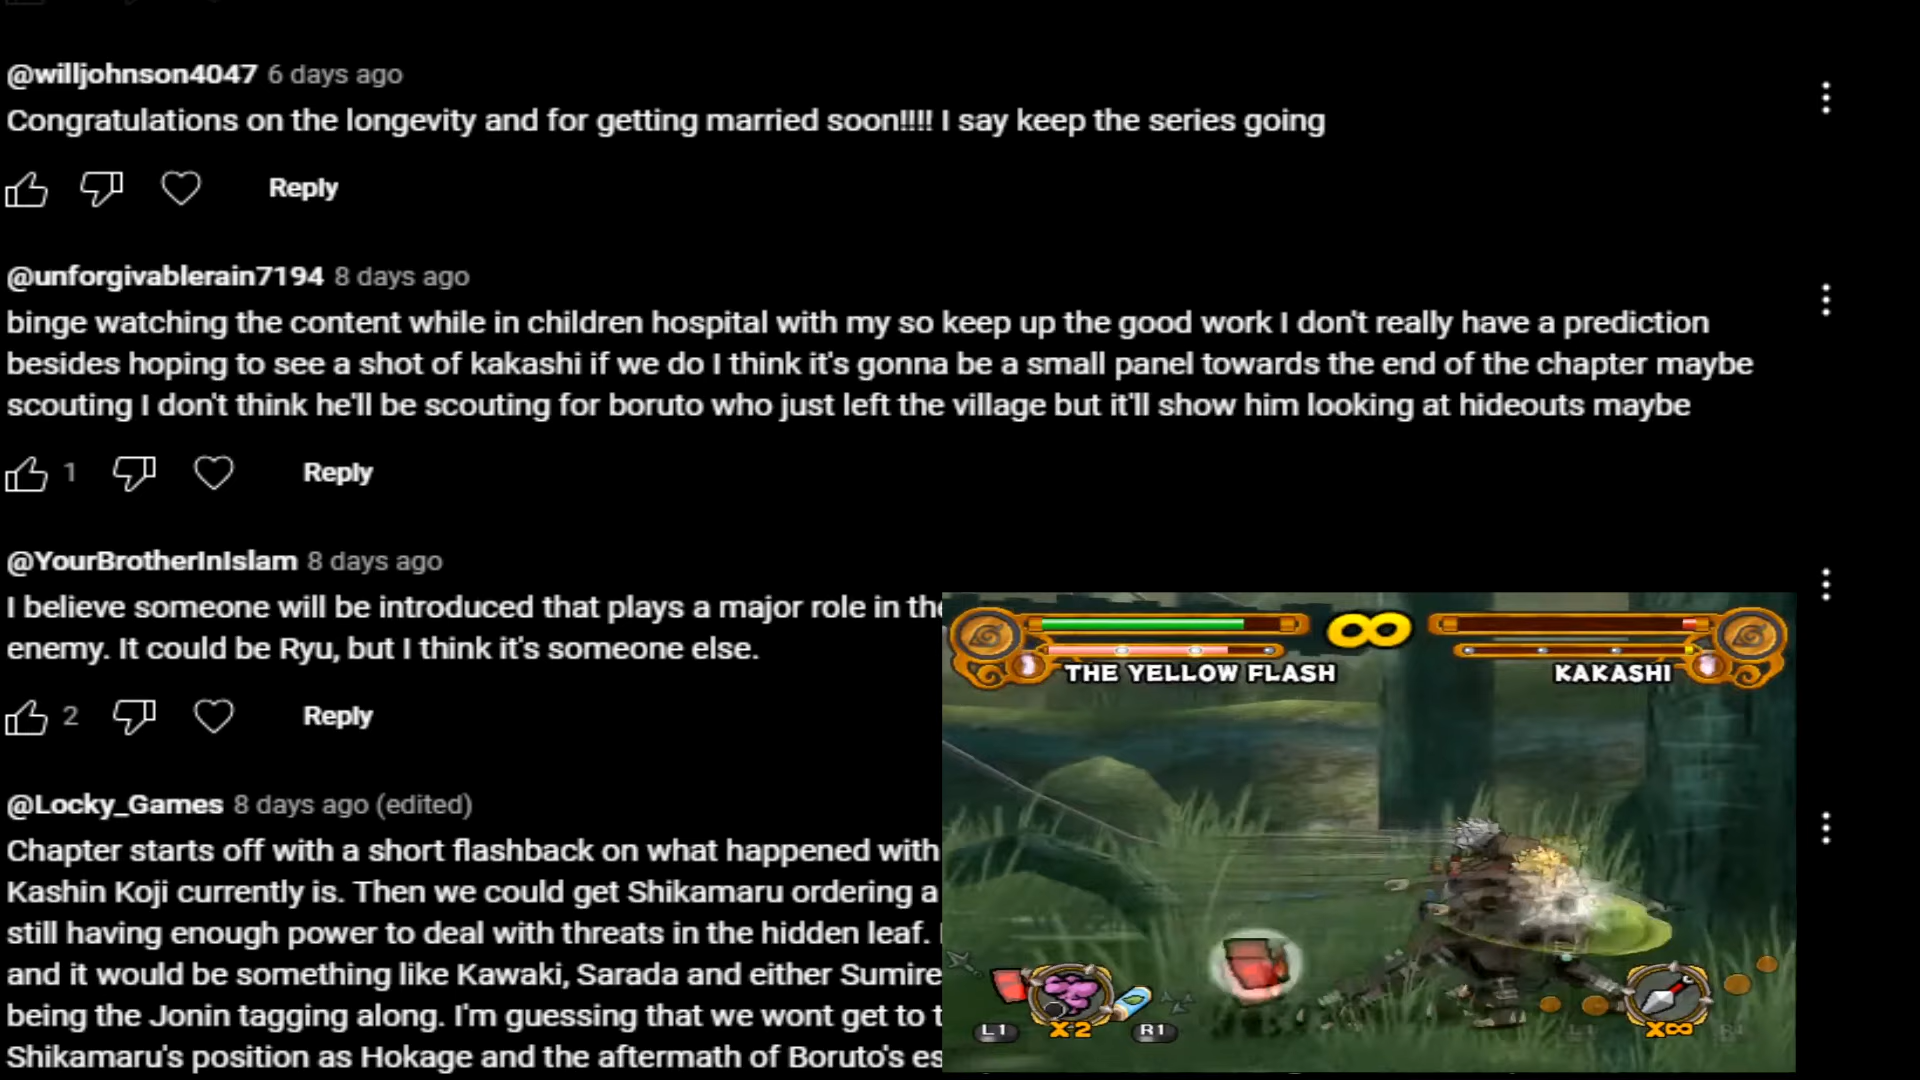 @willjohnson4047 6 days ago
Congratulations on the longevity and for getting married soon!!!! I say keep the series going
Reply
@unforgivablerain7194 8 days ago
binge watching the content while in children hospital with my so keep up the good work I don't really have a prediction
besides hoping to see a shot of kakashi if we do I think it's gonna be a small panel towards the end of the chapter maybe
scouting I don't think he'll be scouting for boruto who just left the village but it'll show him looking at hideouts maybe
1 Reply
@YourBrotherInIslam 8 days ago
I believe someone will be introduced that plays a major role in the
enemy. It could be Ryu, but I think it's someone else.
2 Reply
@Locky_Games 8 days ago (edited)
Chapter starts off with a short flashback on what happened with
Kashin Koji currently is. Then we could get Shikamaru ordering a
still having enough power to deal with threats in the hidden leaf.
and it would be something like Kawaki, Sarada and either Sumire
being the Jonin tagging along. I'm guessing that we wont get to
Shikamaru's position as Hokage and the aftermath of Boruto's
THE YELLOW FLASH
KAKASHI
L1 X2 R1
X∞